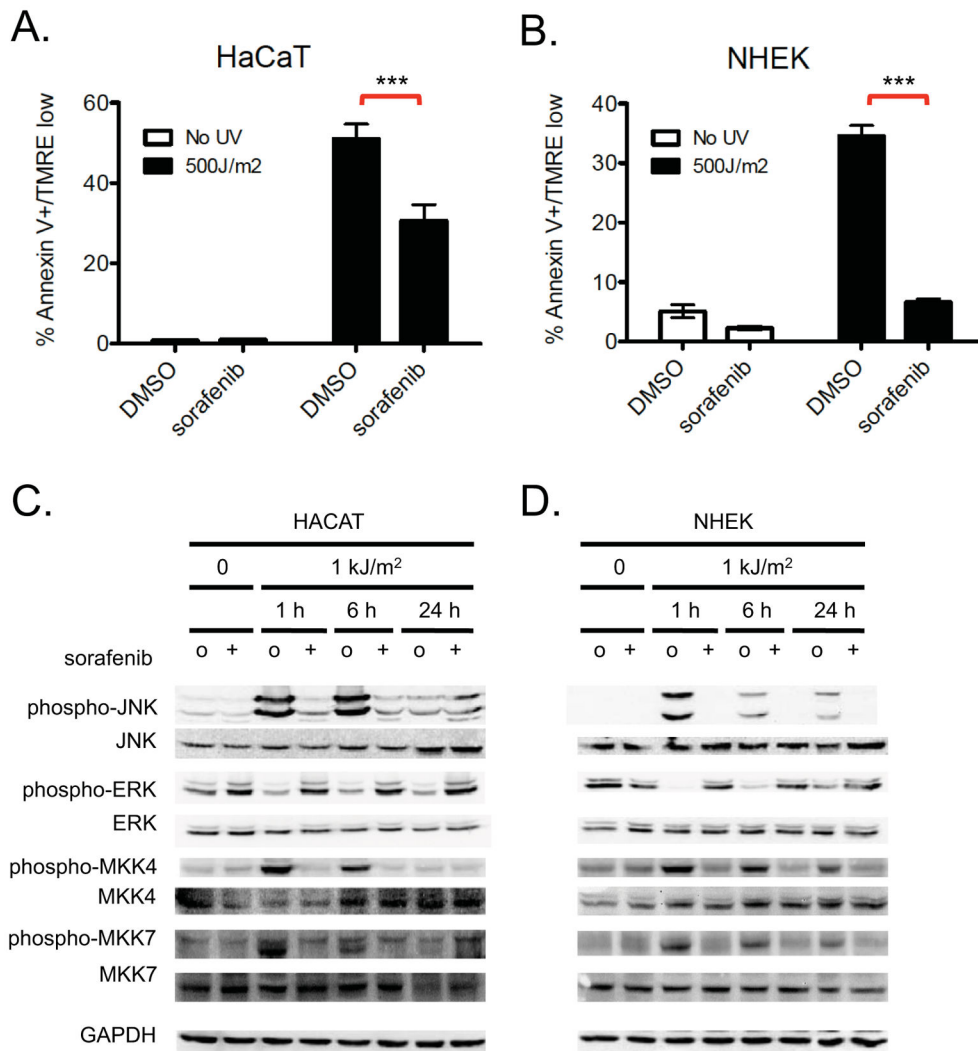 A.
HaCaT
***
% Annexin V+/TMRE low
60
40
20
0
No UV
500J/m2
DMSO
sorafenib
DMSO
sorafenib
B.
NHEK
***
% Annexin V+/TMRE low
40
30
20
10
0
No UV
500J/m2
DMSO
sorafenib
DMSO
sorafenib
C.
HACAT
0 1 kJ/m²
1 h 6 h 24 h
sorafenib o + o + o + o +
phospho-JNK
JNK
phospho-ERK
ERK
phospho-MKK4
MKK4
phospho-MKK7
MKK7
GAPDH
D.
NHEK
0 1 kJ/m²
1 h 6 h 24 h
o + o + o + o +